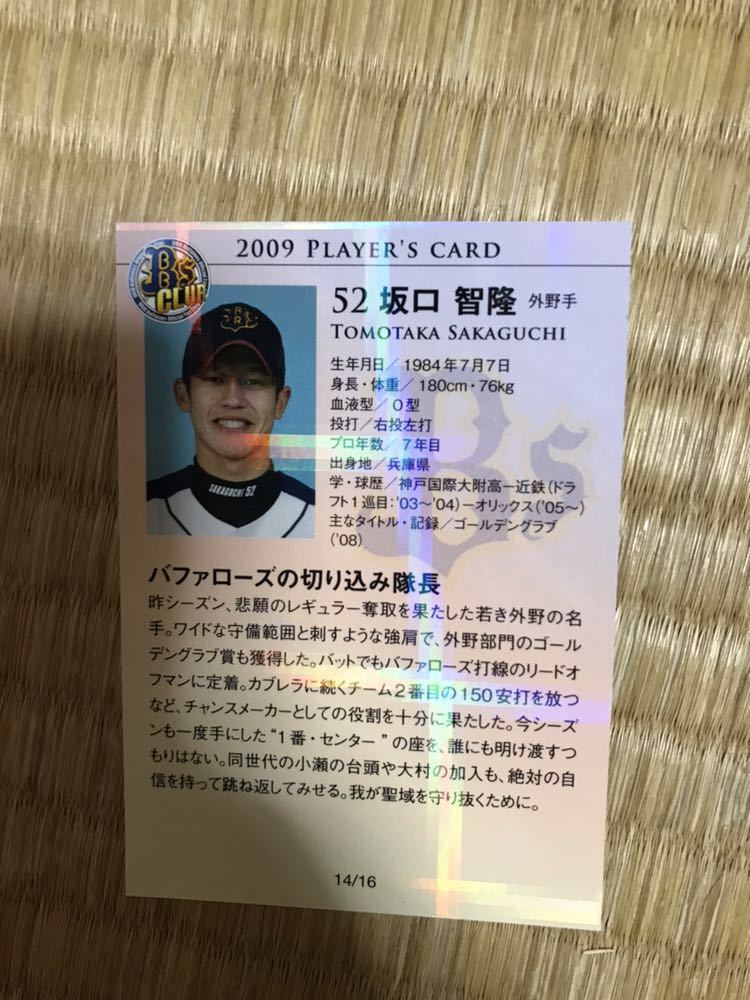 2009 PLAYER'S CARD
Bs
CLUB
52 坂口 智隆 外野手
TOMOTAKA SAKAGUCHI
生年月日／1984年7月7日
身長・体重／180cm・76kg
血液型／O型
投打／右投左打
プロ年数／7年目
出身地／兵庫県
学・球歴／神戸国際大附高ー近鉄(ドラ
フト1巡目:'03〜'04)ーオリックス('05〜)
主なタイトル・記録／ゴールデングラブ
('08)
SAKAGUCHI 52
Bs
バファローズの切り込み隊長
昨シーズン、悲願のレギュラー奪取を果たした若き外野の名
手。ワイドな守備範囲と刺すような強肩で、外野部門のゴール
デングラブ賞も獲得した。バットでもバファローズ打線のリードオ
フマンに定着。カブレラに続くチーム2番目の150安打を放つ
など、チャンスメーカーとしての役割を十分に果たした。今シーズ
ンも一度手にした“1番・センター”の座を、誰にも明け渡すつ
もりはない。同世代の小瀬の台頭や大村の加入も、絶対の自
信を持って跳ね返してみせる。我が聖域を守り抜くために。
14/16